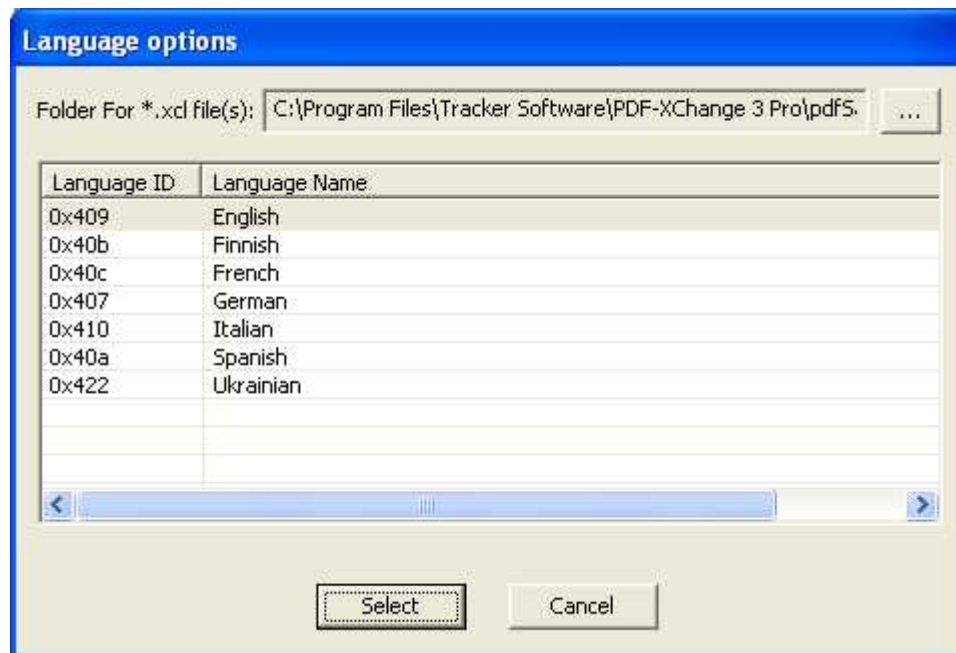 Language options
Folder For *.xcl file(s): C:\Program Files\Tracker Software\PDF-XChange 3 Pro\pdfS ...
Language ID Language Name
0x409 English
0x40b Finnish
0x40c French
0x407 German
0x410 Italian
0x40a Spanish
0x422 Ukrainian
Select Cancel